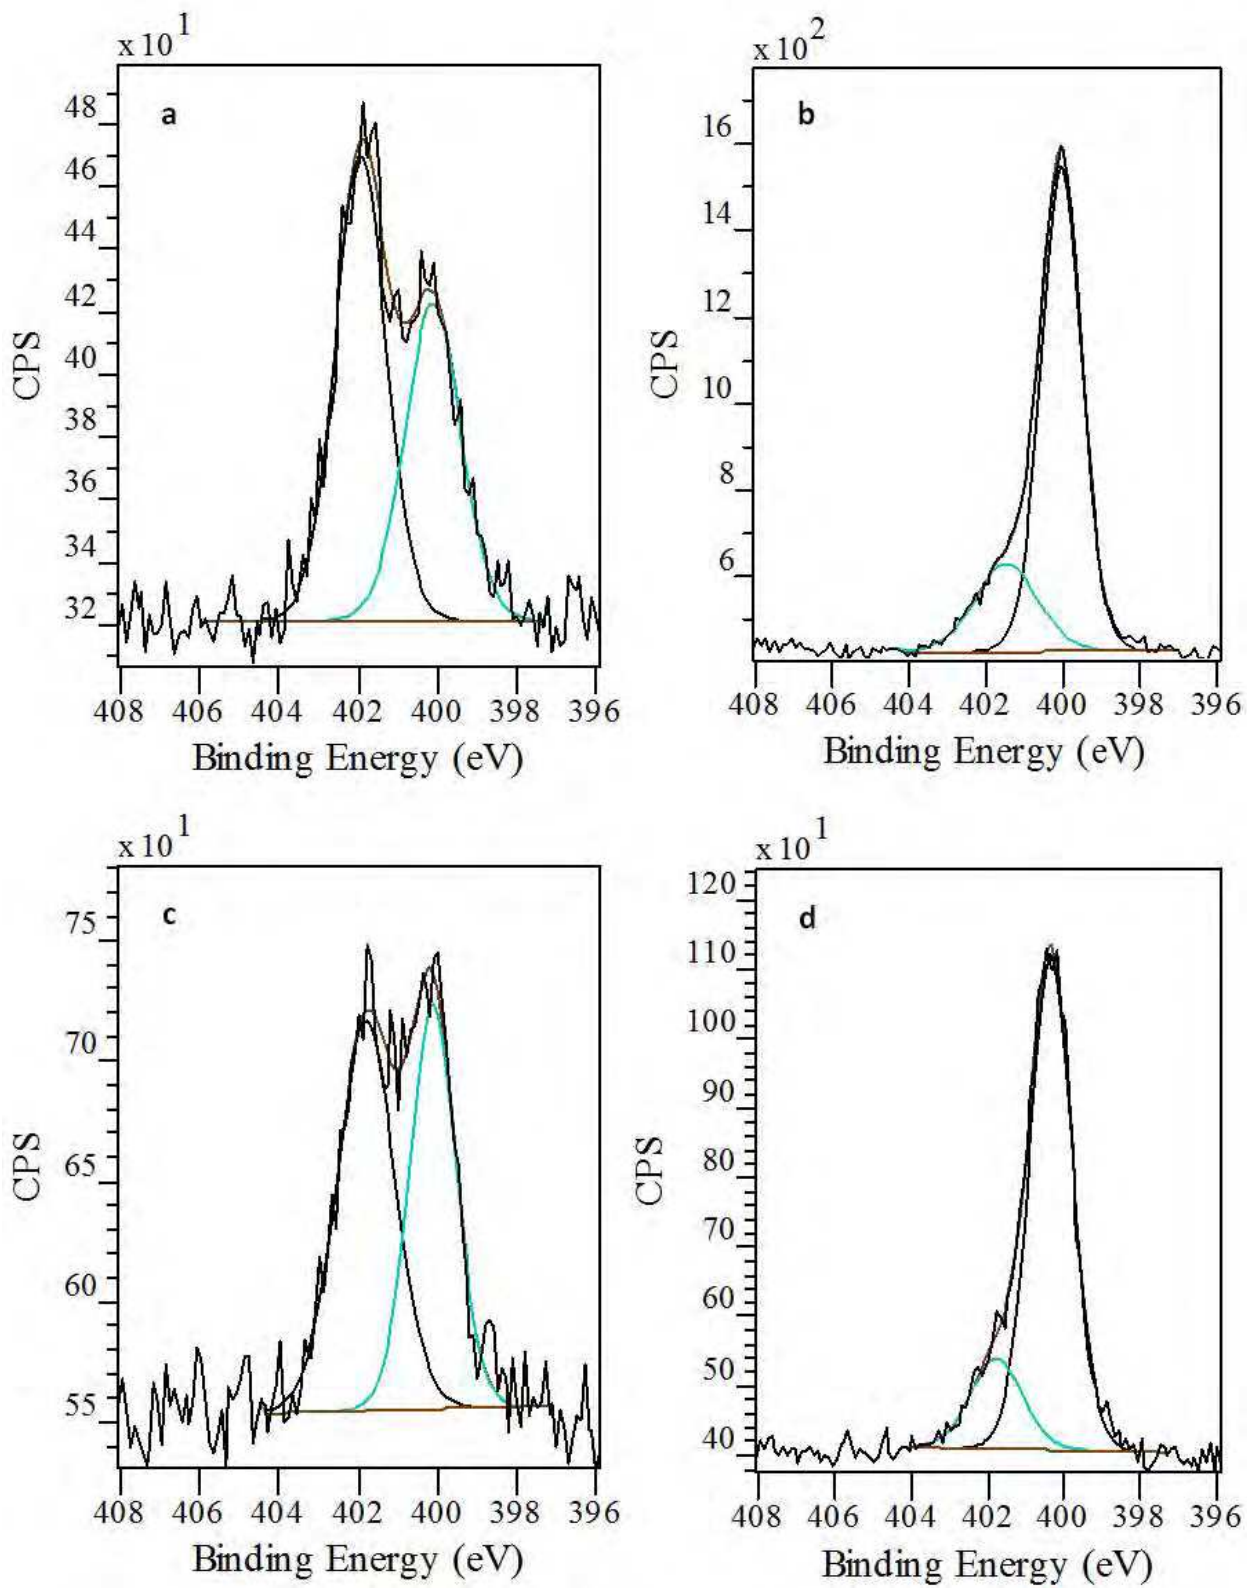 x 10^1
a
48
46
44
42
40
38
36
34
32
CPS
408 406 404 402 400 398 396
Binding Energy (eV)
x 10^2
b
16
14
12
10
8
6
CPS
408 406 404 402 400 398 396
Binding Energy (eV)
x 10^1
c
75
70
65
60
55
CPS
408 406 404 402 400 398 396
Binding Energy (eV)
x 10^1
d
120
110
100
90
80
70
60
50
40
CPS
408 406 404 402 400 398 396
Binding Energy (eV)